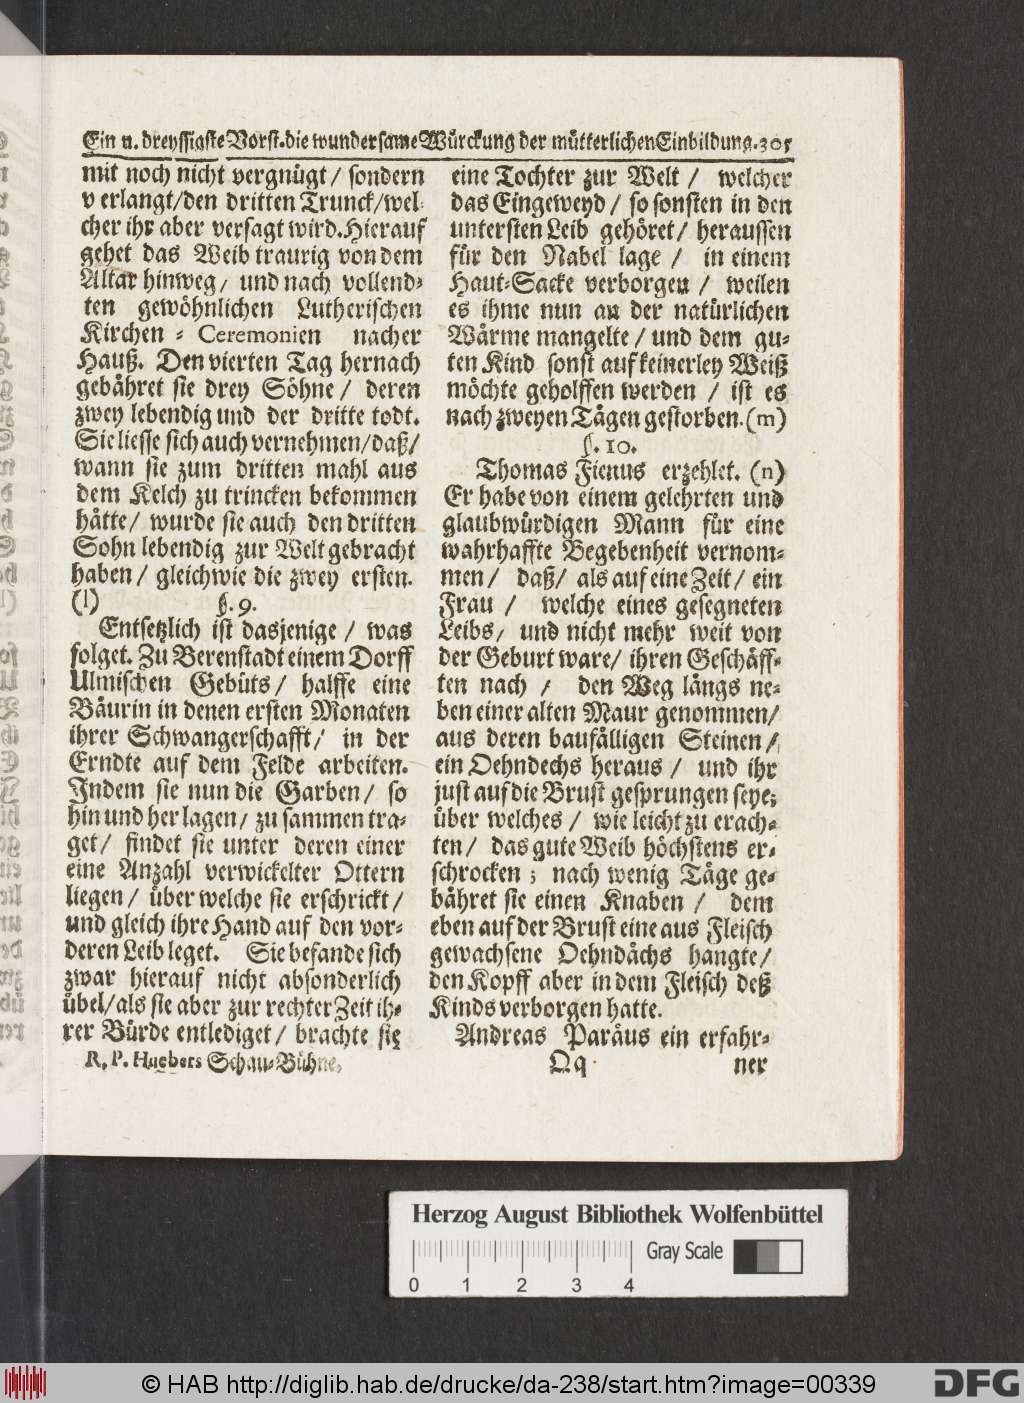 Ein u. dreyssigste Vorst. die wundersame Würckung der mütterlichen Einbildung. 305
mit noch nicht vergnügt / sondern
verlangt / den dritten Trunck / wel-
cher ihr aber versagt wird. Hierauf
gehet das Weib traurig von dem
Altar hinweg / und nach vollend-
ten gewöhnlichen Lutherischen
Kirchen - Ceremonien nacher
Hauß. Den vierten Tag hernach
gebähret sie drey Söhne / deren
zwey lebendig und der dritte todt.
Sie liesse sich auch vernehmen / daß /
wann sie zum dritten mahl aus
dem Kelch zu trincken bekommen
hätte / wurde sie auch den dritten
Sohn lebendig zur Welt gebracht
haben / gleichwie die zwey ersten.
(l) §. 9.
Entsetzlich ist dasjenige / was
folget. Zu Berenstadt einem Dorff
Ulmischen Gebüts / halffe eine
Bäurin in denen ersten Monaten
ihrer Schwangerschafft / in der
Erndte auf dem Felde arbeiten.
Indem sie nun die Garben / so
hin und her lagen / zu sammen tra-
get / findet sie unter deren einer
eine Anzahl verwickelter Ottern
liegen / über welche sie erschrickt /
und gleich ihre Hand auf den vor-
deren Leib leget. Sie befande sich
zwar hierauf nicht absonderlich
übel / als sie aber zur rechter Zeit ih-
rer Bürde entlediget / brachte sie
R. P. Huebers Schau-Bühne.
eine Tochter zur Welt / welcher
das Eingeweyd / so sonsten in den
untersten Leib gehöret / heraussen
für den Nabel lage / in einem
Haut-Sacke verborgen / weilen
es ihme nun an der natürlichen
Wärme mangelte / und dem gu-
ten Kind sonst auf keinerley Weiß
möchte geholffen werden / ist es
nach zweyen Tägen gestorben. (m)
§. 10.
Thomas Fienus erzehlet. (n)
Er habe von einem gelehrten und
glaubwürdigen Mann für eine
wahrhaffte Begebenheit vernom-
men / daß / als auf eine Zeit / ein
Frau / welche eines gesegneten
Leibs / und nicht mehr weit von
der Geburt ware / ihren Geschäff-
ten nach / den Weg längs ne-
ben einer alten Maur genommen /
aus deren baufälligen Steinen /
ein Oehndechs heraus / und ihr
just auf die Brust gesprungen seye;
über welches / wie leicht zu erach-
ten / das gute Weib höchstens er-
schrocken ; nach wenig Täge ge-
bähret sie einen Knaben / dem
eben auf der Brust eine aus Fleisch
gewachsene Oehndächs hangte /
den Kopff aber in dem Fleisch deß
Kinds verborgen hatte.
Andreas Paräus ein erfahr-
Qq ner
Herzog August Bibliothek Wolfenbüttel
Gray Scale
0 1 2 3 4
© HAB http://diglib.hab.de/drucke/da-238/start.htm?image=00339
DFG